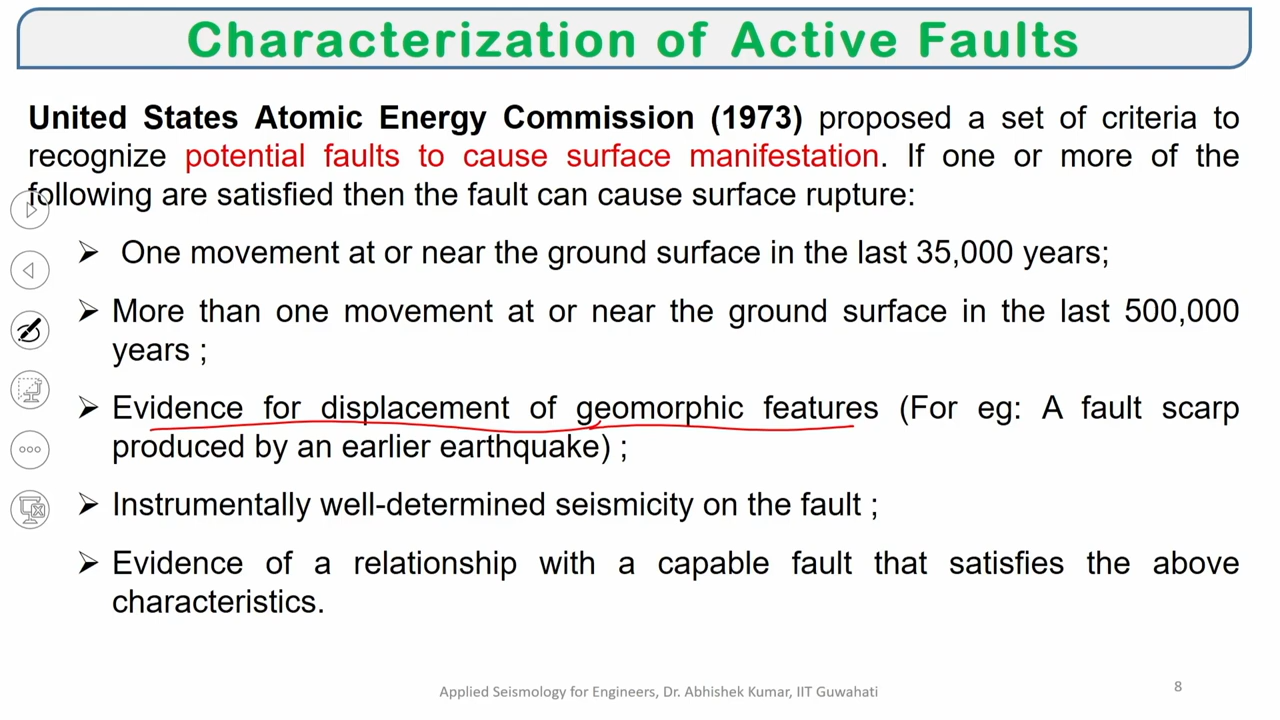 Characterization of Active Faults
United States Atomic Energy Commission (1973) proposed a set of criteria to
recognize potential faults to cause surface manifestation. If one or more of the
following are satisfied then the fault can cause surface rupture:
➢ One movement at or near the ground surface in the last 35,000 years;
➢ More than one movement at or near the ground surface in the last 500,000
years ;
➢ Evidence for displacement of geomorphic features (For eg: A fault scarp
produced by an earlier earthquake) ;
➢ Instrumentally well-determined seismicity on the fault ;
➢ Evidence of a relationship with a capable fault that satisfies the above
characteristics.
Applied Seismology for Engineers, Dr. Abhishek Kumar, IIT Guwahati
8